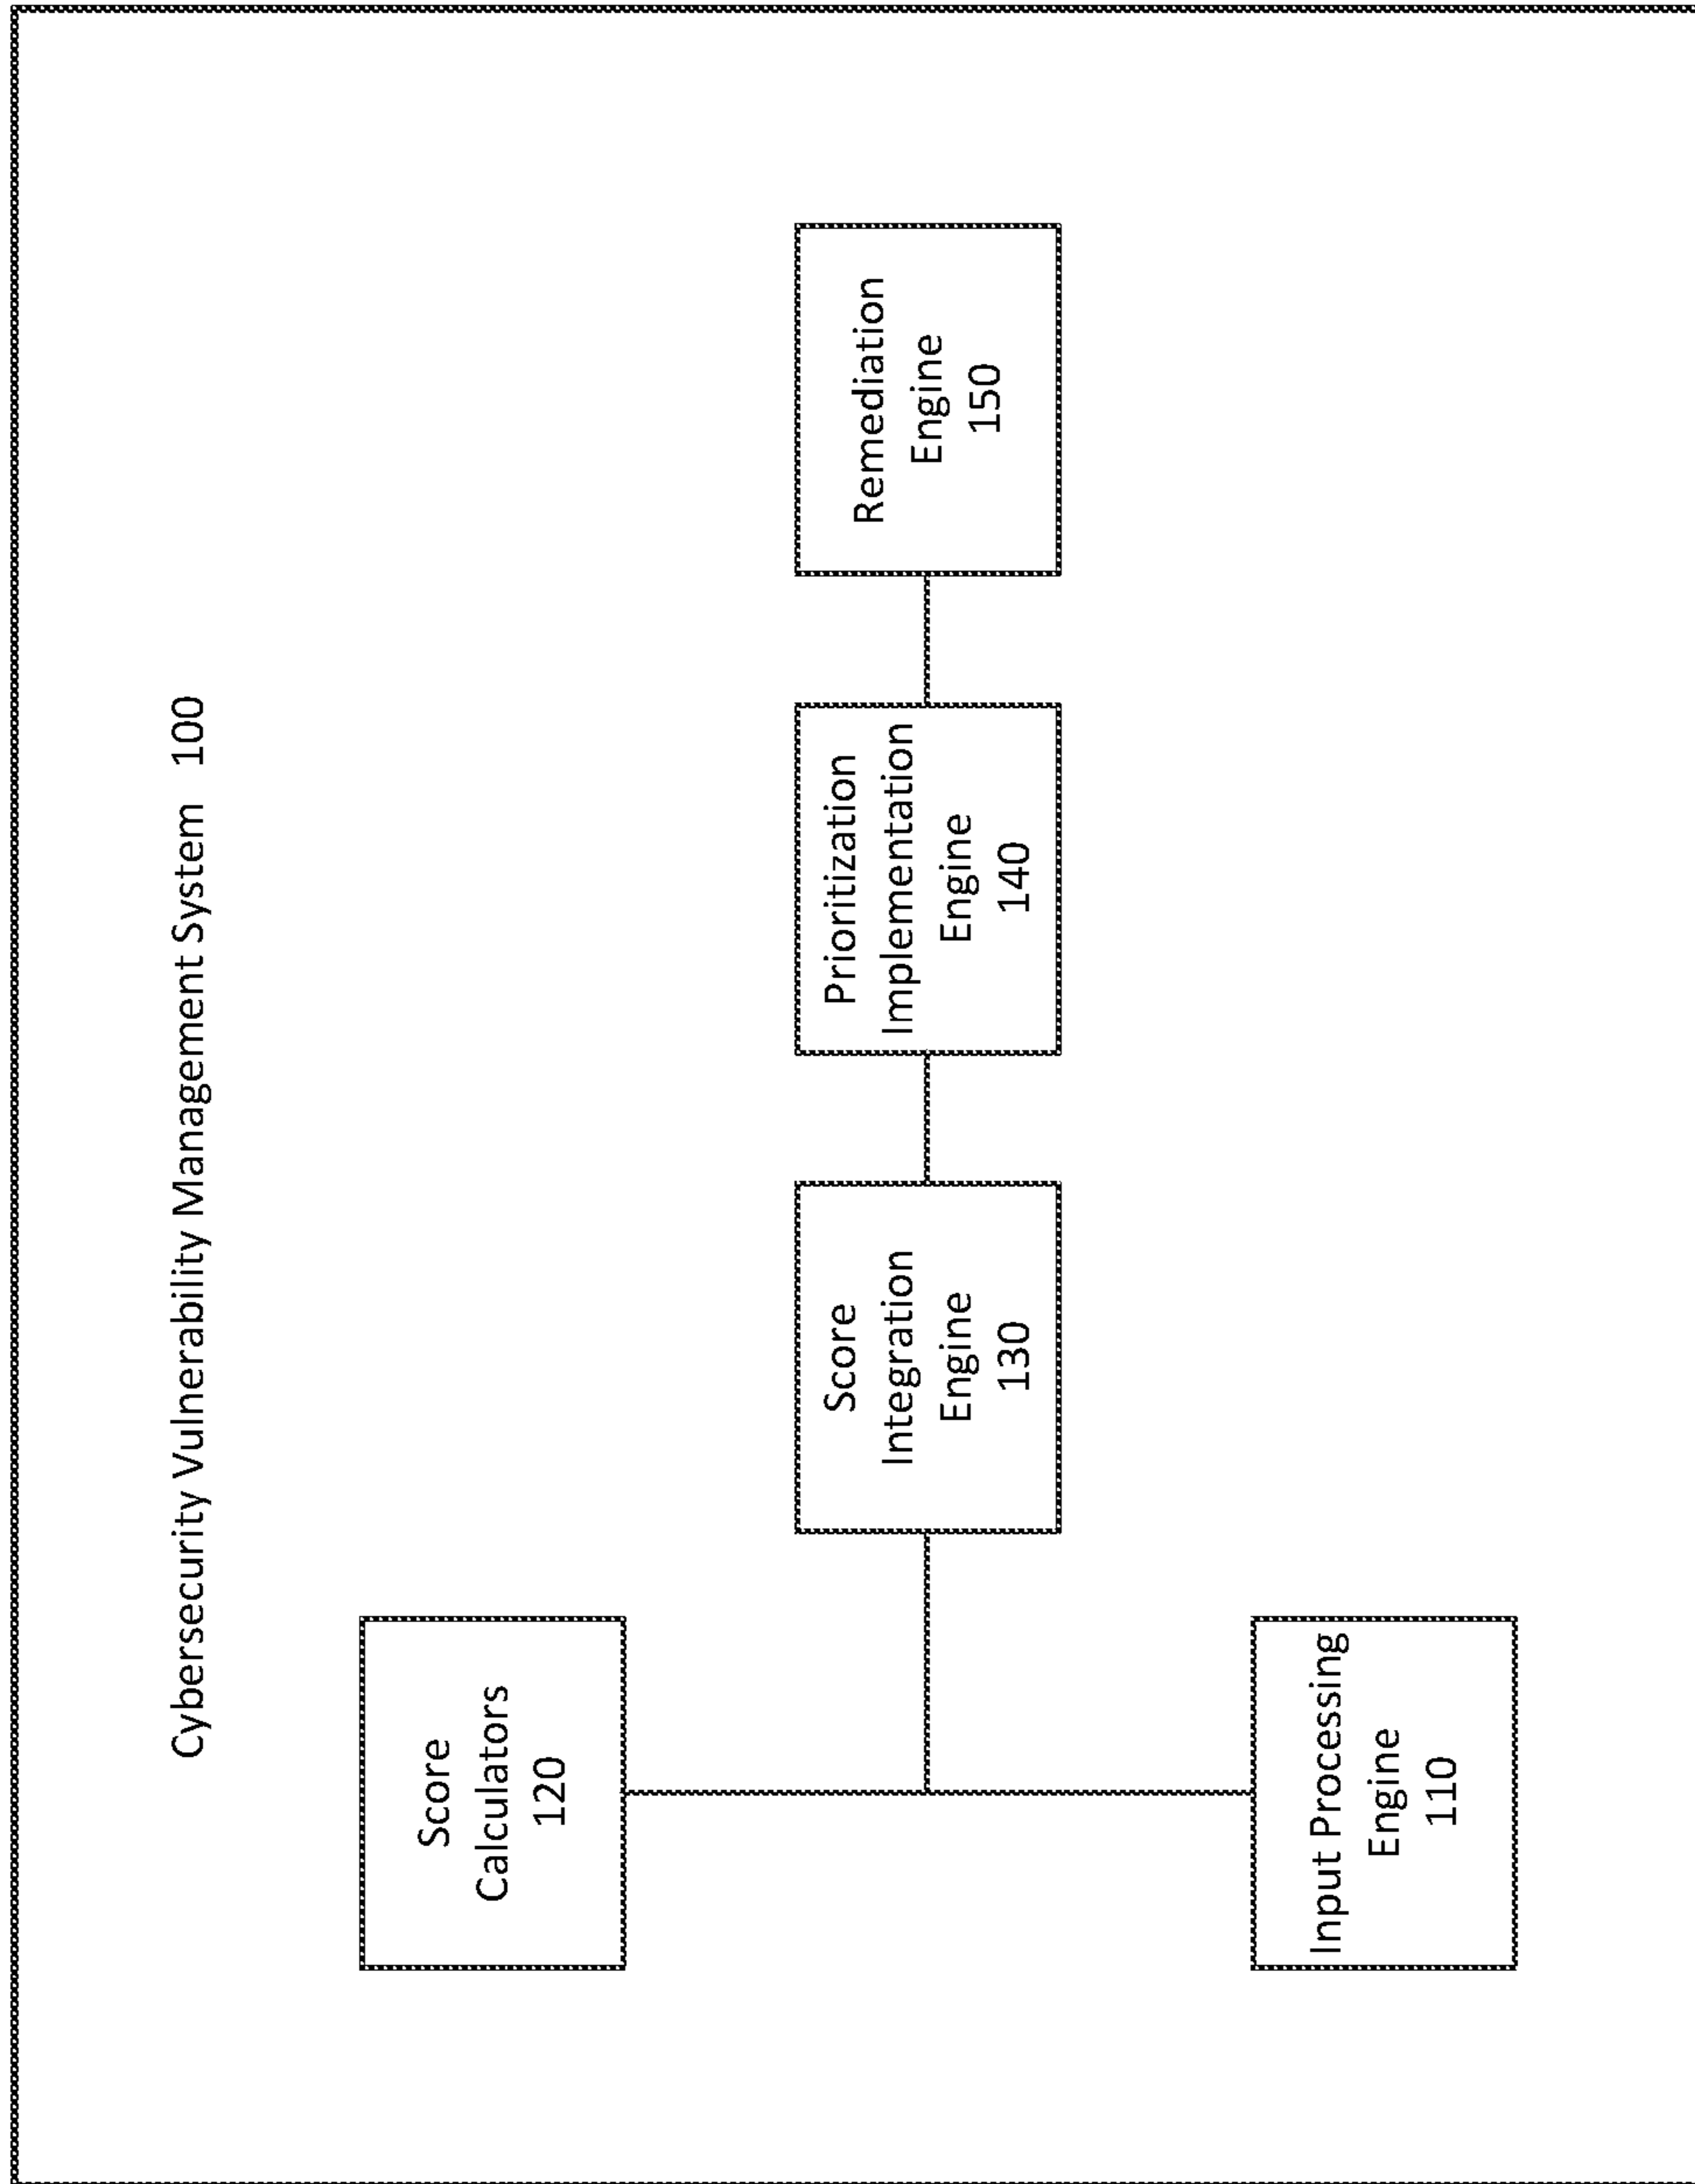 Cybersecurity Vulnerability Management System 100
Score
Calculators
120
Input Processing
Engine
110
Score
Integration
Engine
130
Prioritization
Implementation
Engine
140
Remediation
Engine
150